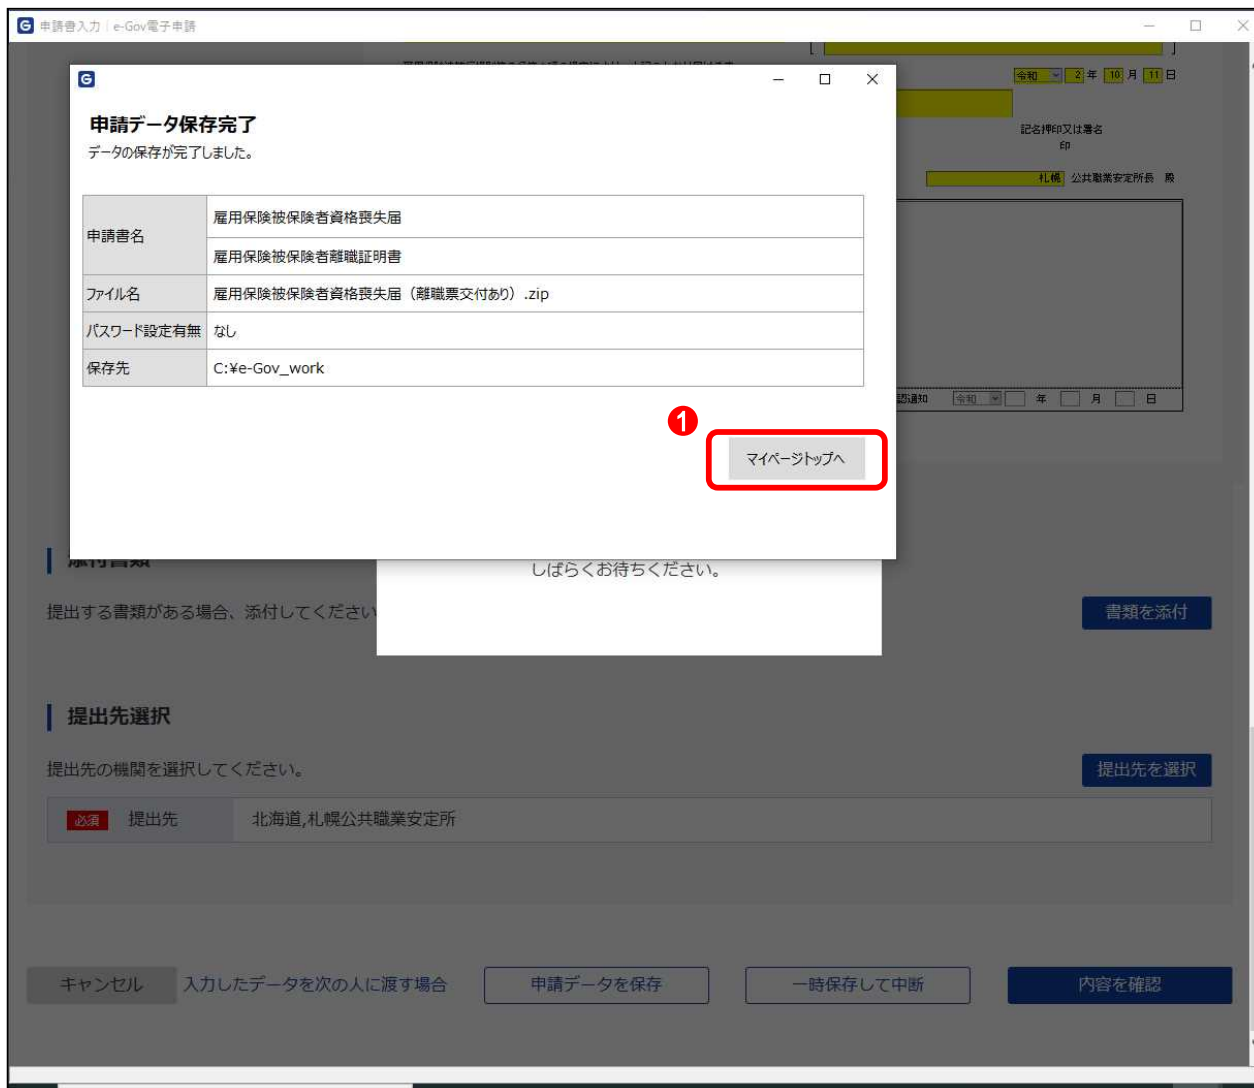 申請書入力｜e-Gov電子申請
令和 2 年 10 月 11 日
申請データ保存完了
データの保存が完了しました。
記名押印又は署名
印
札幌 公共職業安定所長 殿
申請書名 雇用保険被保険者資格喪失届
雇用保険被保険者離職証明書
ファイル名 雇用保険被保険者資格喪失届（離職票交付あり）.zip
パスワード設定有無 なし
保存先 C:¥e-Gov_work
認通知 令和 年 月 日
1
マイページトップへ
添付書類
しばらくお待ちください。
提出する書類がある場合、添付してください
書類を添付
提出先選択
提出先の機関を選択してください。
提出先を選択
必須 提出先 北海道,札幌公共職業安定所
キャンセル 入力したデータを次の人に渡す場合 申請データを保存 一時保存して中断 内容を確認